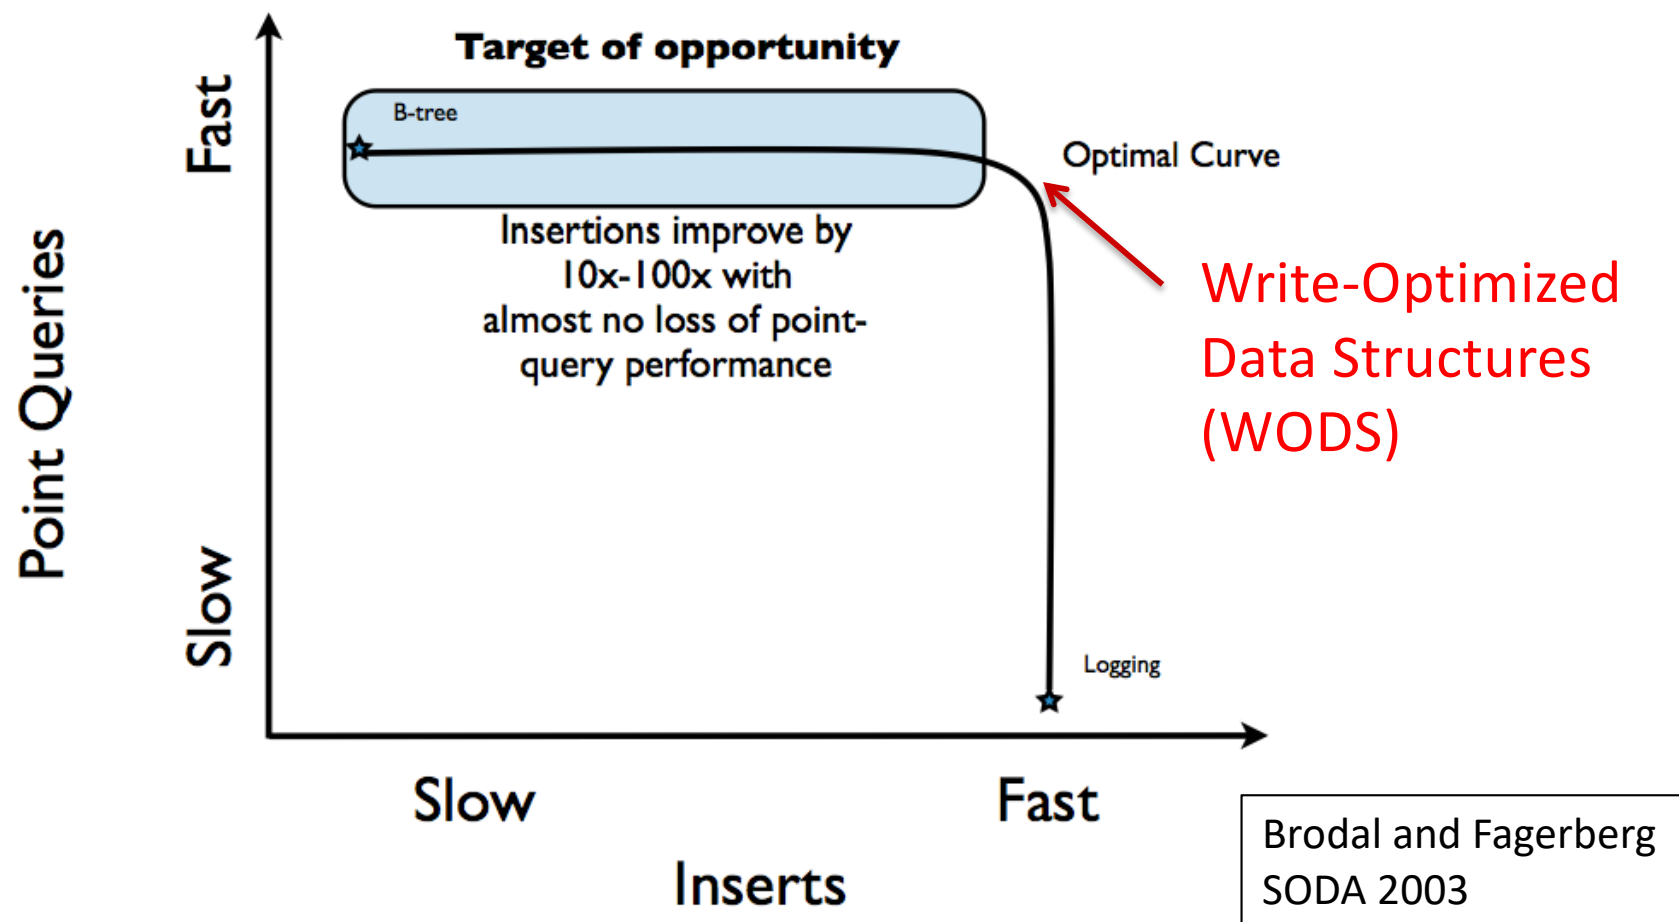 Target of opportunity
B-tree
Optimal Curve
Insertions improve by
10x-100x with
almost no loss of point-
query performance
Write-Optimized
Data Structures
(WODS)
Point Queries
Fast
Slow
Logging
Slow
Fast
Inserts
Brodal and Fagerberg
SODA 2003